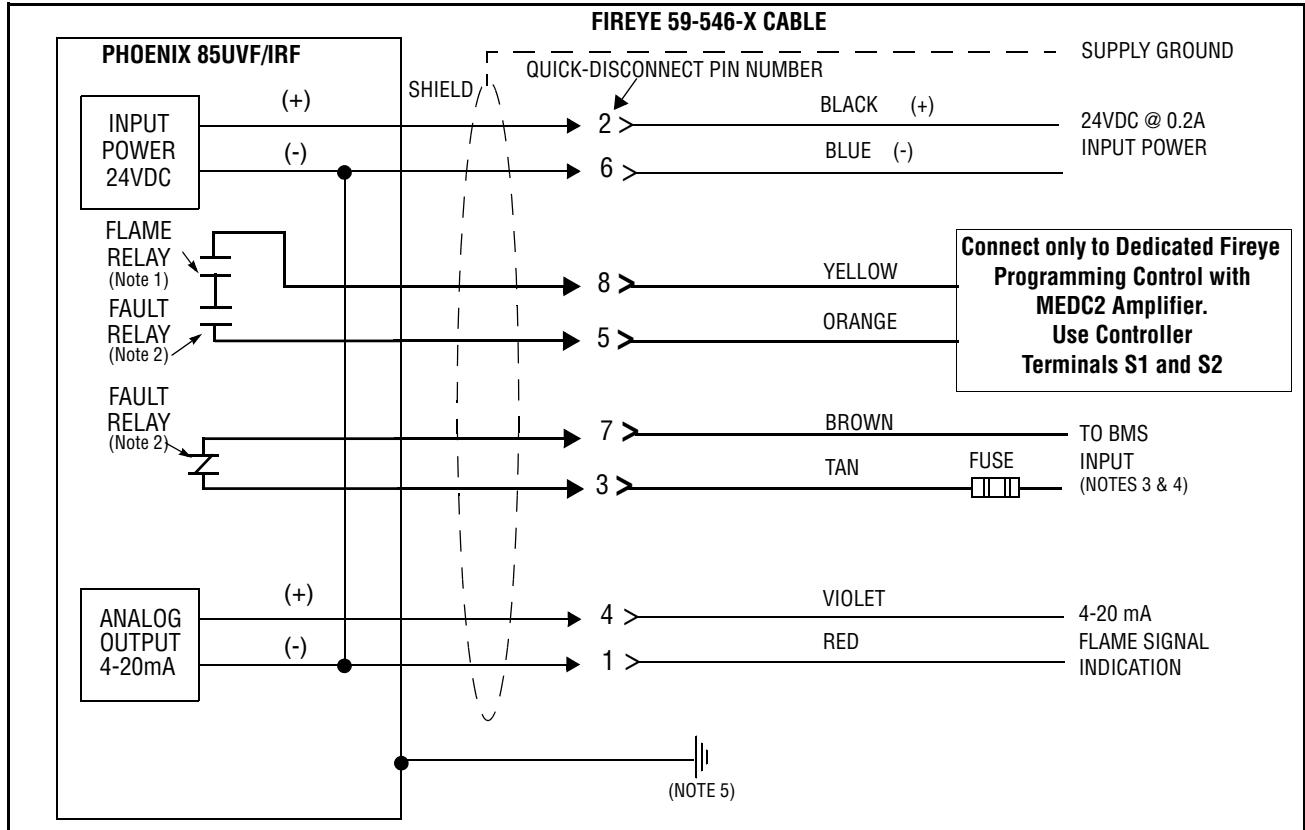 FIREYE 59-546-X CABLE
PHOENIX 85UVF/IRF
SUPPLY GROUND
QUICK-DISCONNECT PIN NUMBER
SHIELD
INPUT
POWER
24VDC
(+)
(-)
2
BLACK (+)
6
BLUE (-)
24VDC @ 0.2A
INPUT POWER
FLAME
RELAY
(Note 1)
FAULT
RELAY
(Note 2)
8
YELLOW
5
ORANGE
Connect only to Dedicated Fireye
Programming Control with
MEDC2 Amplifier.
Use Controller
Terminals S1 and S2
FAULT
RELAY
(Note 2)
7
BROWN
3
TAN
FUSE
TO BMS
INPUT
(NOTES 3 & 4)
ANALOG
OUTPUT
4-20mA
(+)
(-)
4
VIOLET
1
RED
4-20 mA
FLAME SIGNAL
INDICATION
(NOTE 5)